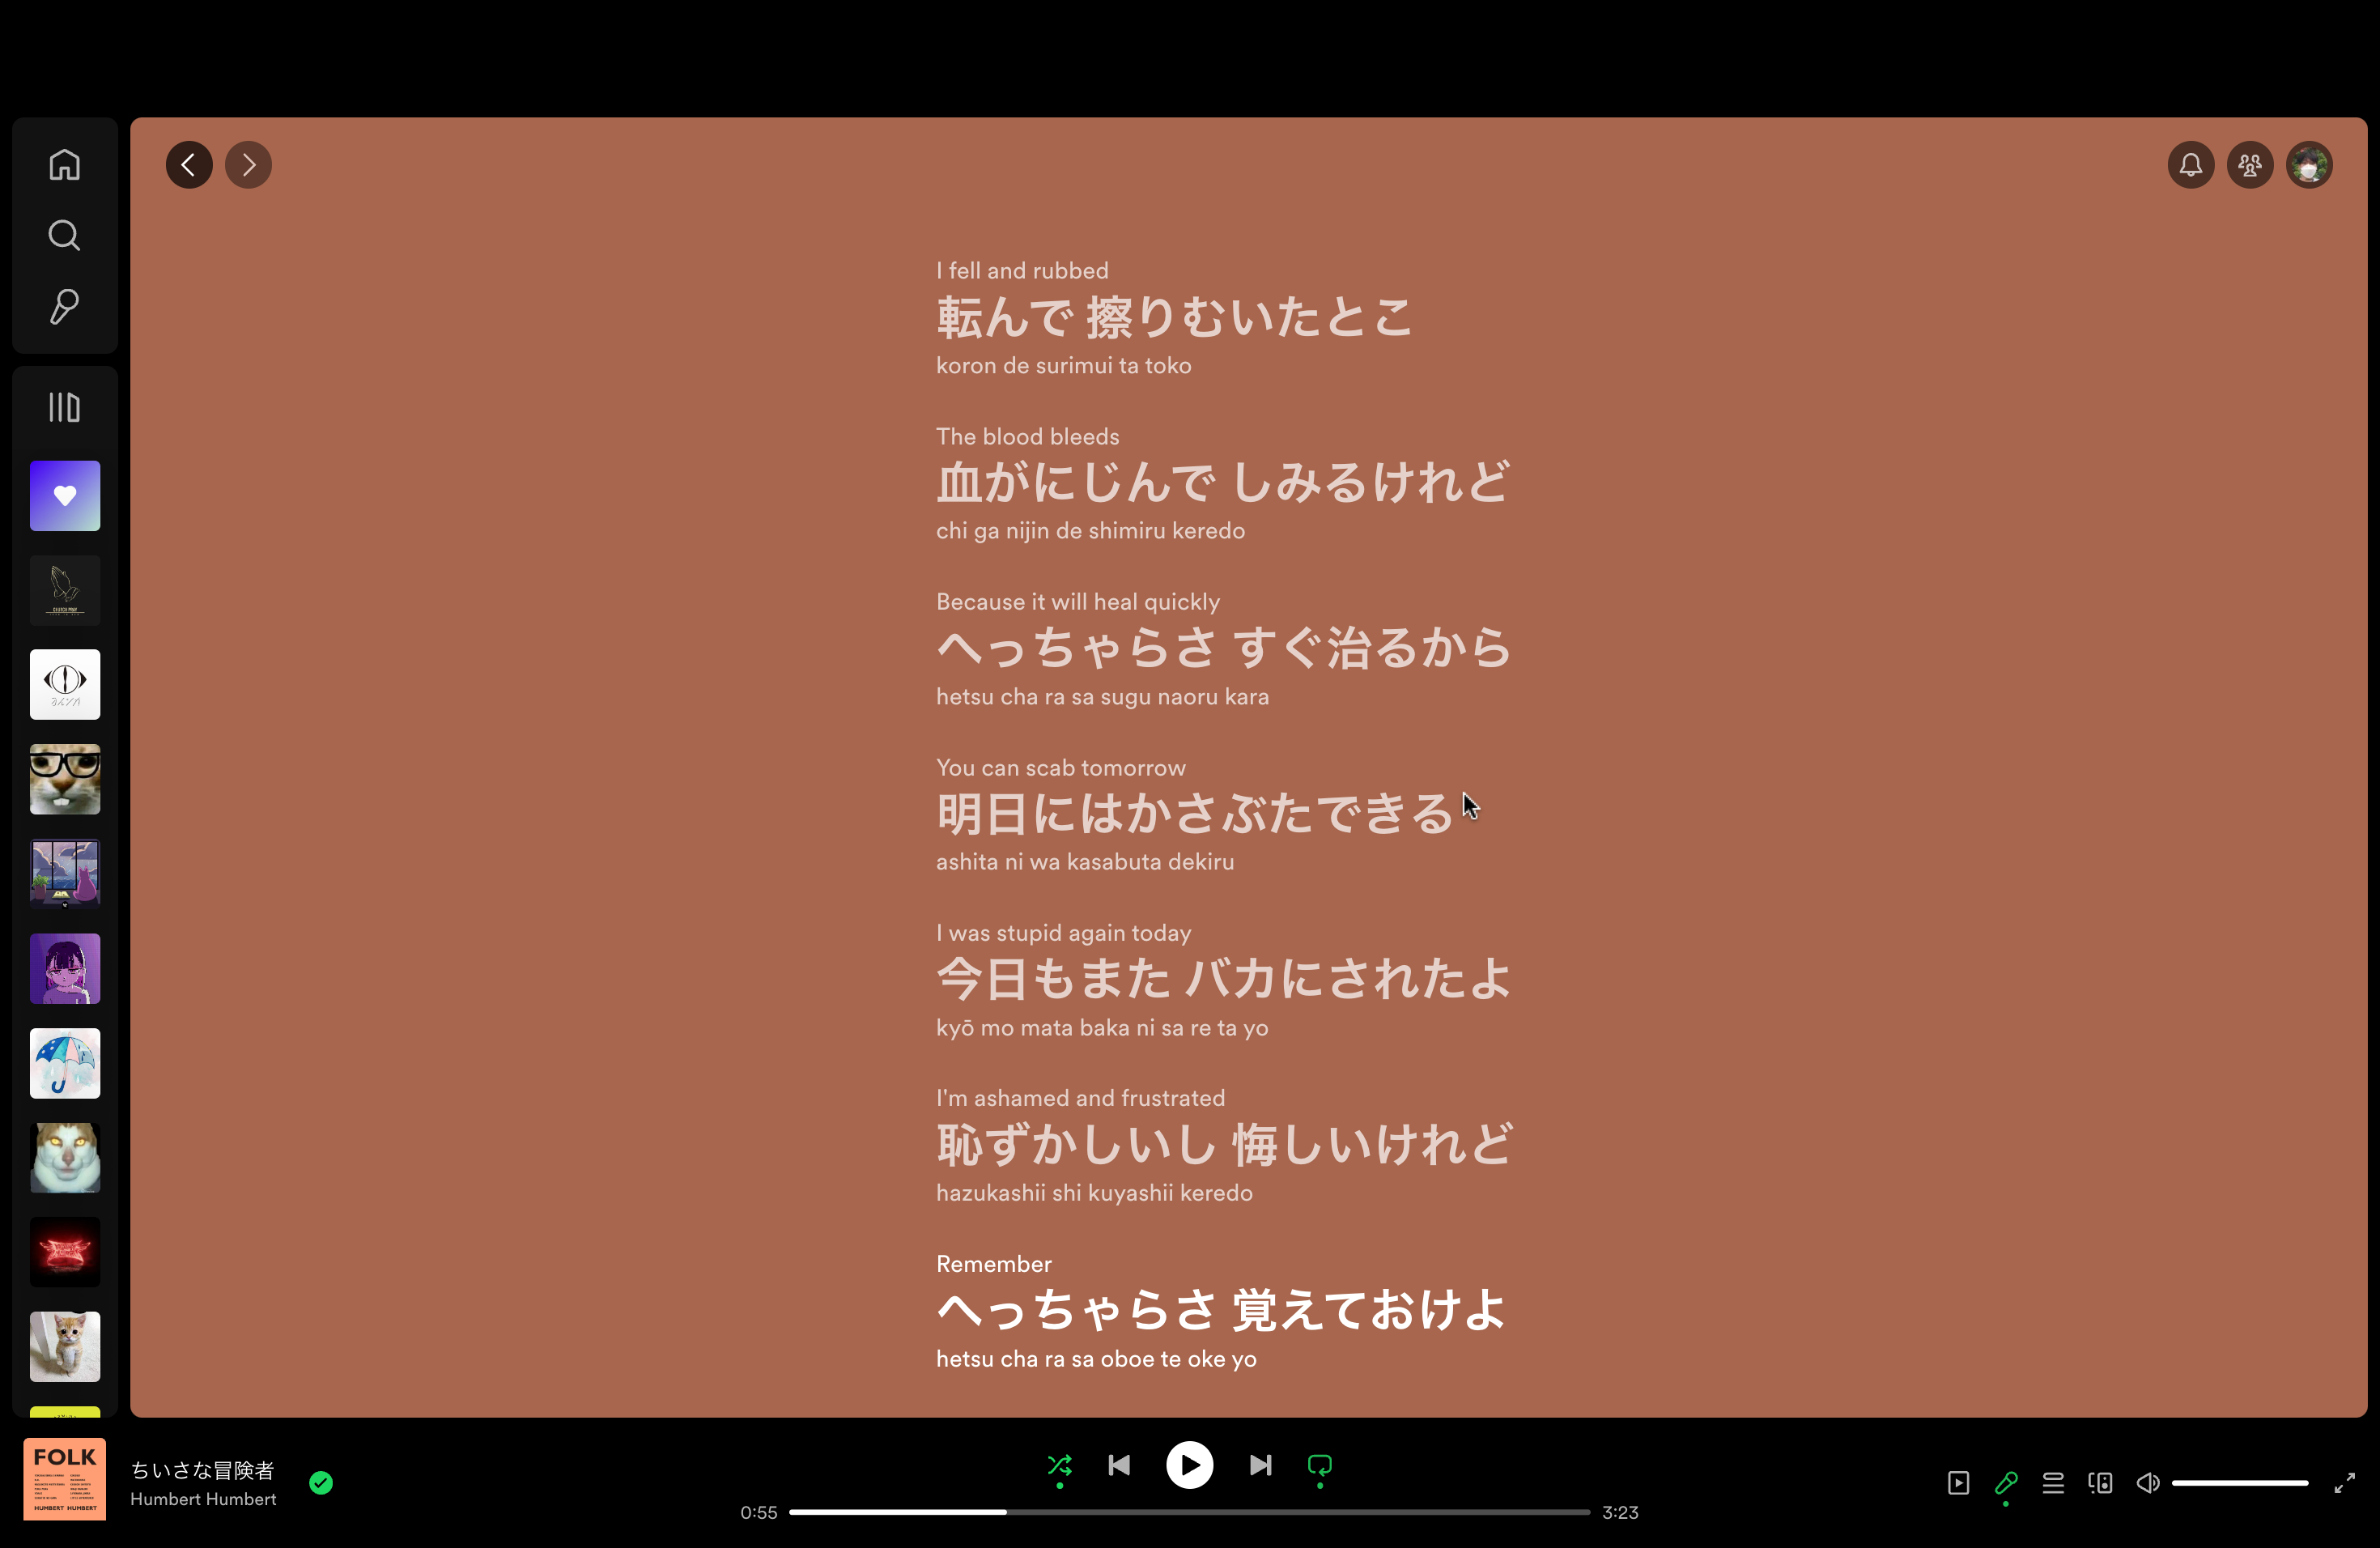 I fell and rubbed
転んで 擦りむいたとこ
koron de surimui ta toko
The blood bleeds
血がにじんで しみるけれど
chi ga nijin de shimiru keredo
Because it will heal quickly
へっちゃらさ すぐ治るから
hetsu cha ra sa sugu naoru kara
You can scab tomorrow
明日にはかさぶたできる
ashita ni wa kasabuta dekiru
I was stupid again today
今日もまた バカにされたよ
kyō mo mata baka ni sa re ta yo
I'm ashamed and frustrated
恥ずかしいし 悔しいけれど
hazukashii shi kuyashii keredo
Remember
へっちゃらさ 覚えておけよ
hetsu cha ra sa oboe te oke yo
FOLK
HUMBERT HUMBERT
ちいさな冒険者
Humbert Humbert
0:55
3:23